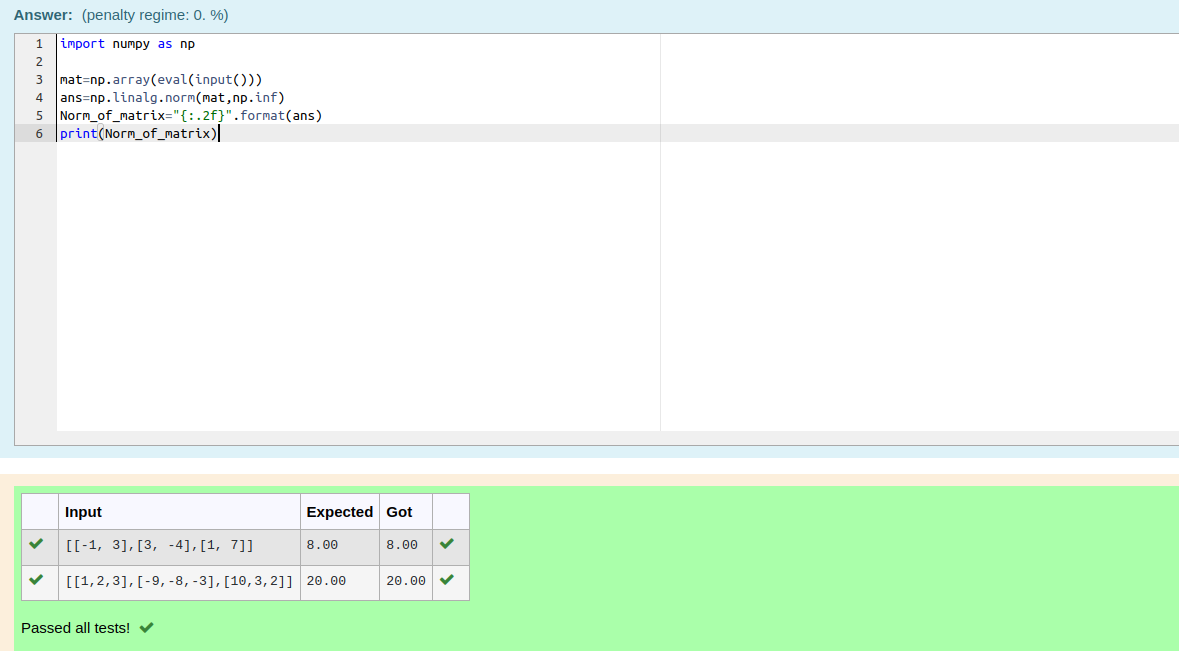 Answer: (penalty regime: 0. %)
1 import numpy as np
2
3 mat=np.array(eval(input()))
4 ans=np.linalg.norm(mat,np.inf)
5 Norm_of_matrix="{:.2f}".format(ans)
6 print(Norm_of_matrix)
Input Expected Got
[[-1, 3],[3, -4],[1, 7]] 8.00 8.00
[[1,2,3],[-9,-8,-3],[10,3,2]] 20.00 20.00
Passed all tests!